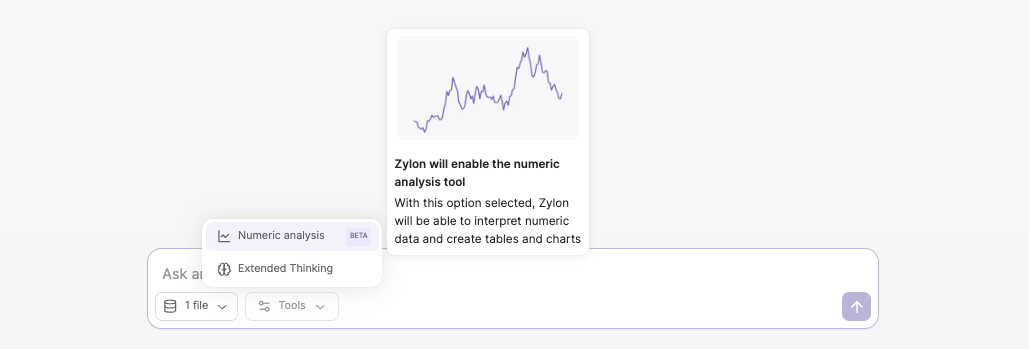 Zylon will enable the numeric
analysis tool
With this option selected, Zylon
will be able to interpret numeric
data and create tables and charts
Numeric analysis BETA
Extended Thinking
Ask
1 file
Tools